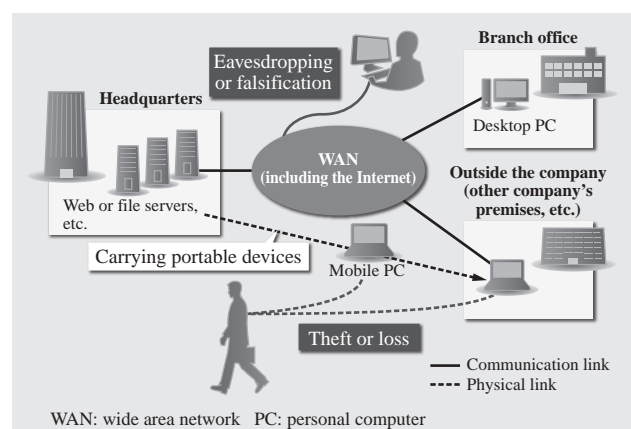 Branch office
Eavesdropping
or falsification
Headquarters
Desktop PC
WAN
(including the Internet)
Outside the company
(other company's
premises, etc.)
Web or file servers,
etc.
Carrying portable devices
Mobile PC
Theft or loss
Communication link
Physical link
WAN: wide area network PC: personal computer